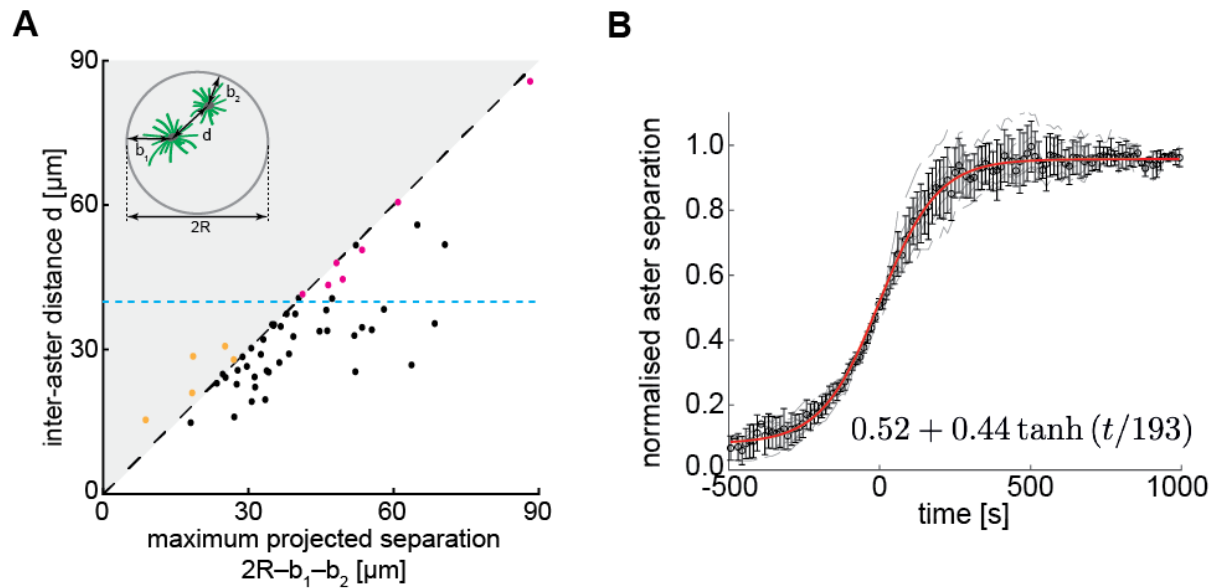 A
B
90
60
30
0
inter-aster distance d [µm]
b₁
b₂
d
2R
0
30
60
90
maximum projected separation
2R–b₁–b₂ [µm]
1.0
0.8
0.6
0.4
0.2
0.0
normalised aster separation
0.52 + 0.44 tanh (t/193)
-500
0
500
1000
time [s]